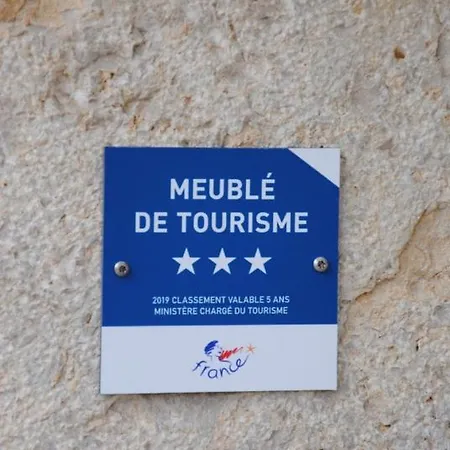 MEUBLÉ
DE TOURISME
★★★
2019 CLASSEMENT VALABLE 5 ANS
MINISTÈRE CHARGÉ DU TOURISME
france